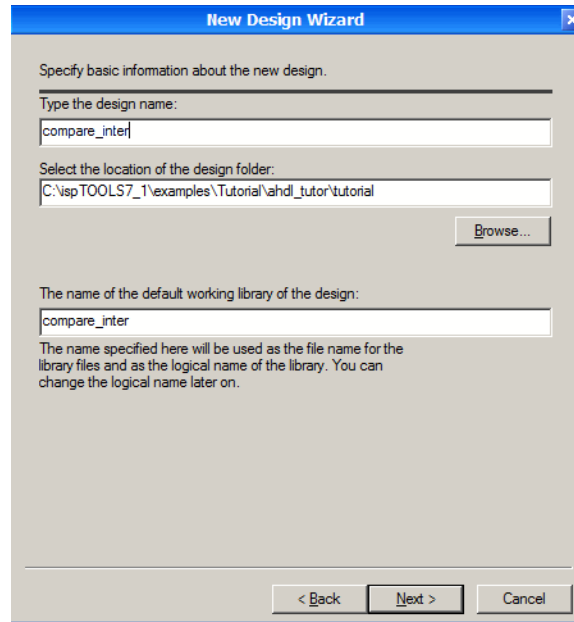 New Design Wizard
Specify basic information about the new design.
Type the design name:
compare_inter
Select the location of the design folder:
C:\ispTOOLS7_1\examples\Tutorial\ahdl_tutor\tutorial
Browse...
The name of the default working library of the design:
compare_inter
The name specified here will be used as the file name for the
library files and as the logical name of the library. You can
change the logical name later on.
< Back Next > Cancel